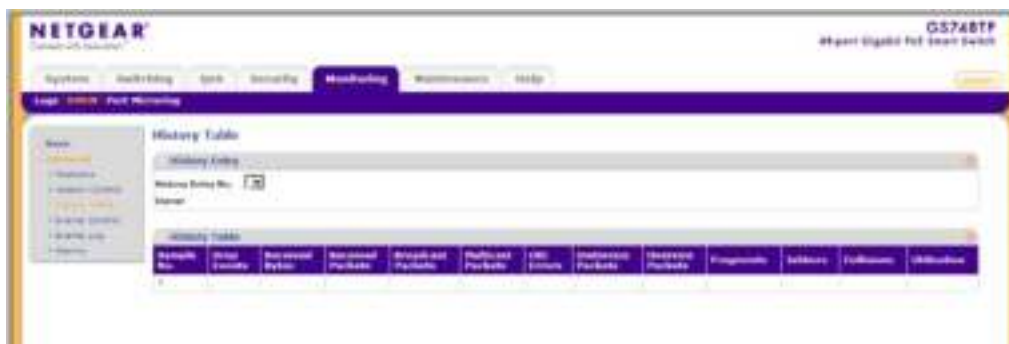 NETGEAR
GS748TP
48-port Gigabit PoE Smart Switch
System Switching QoS Security Monitoring Maintenance Help
Logs RMON Port Mirroring
Basic
History Table
History Entry
History Entry No.
Owner
History Table
Sample No. Drop Events Received Bytes Received Packets Broadcast Packets Multicast Packets CRC Errors Undersize Packets Oversize Packets Fragments Jabbers Collisions Utilization